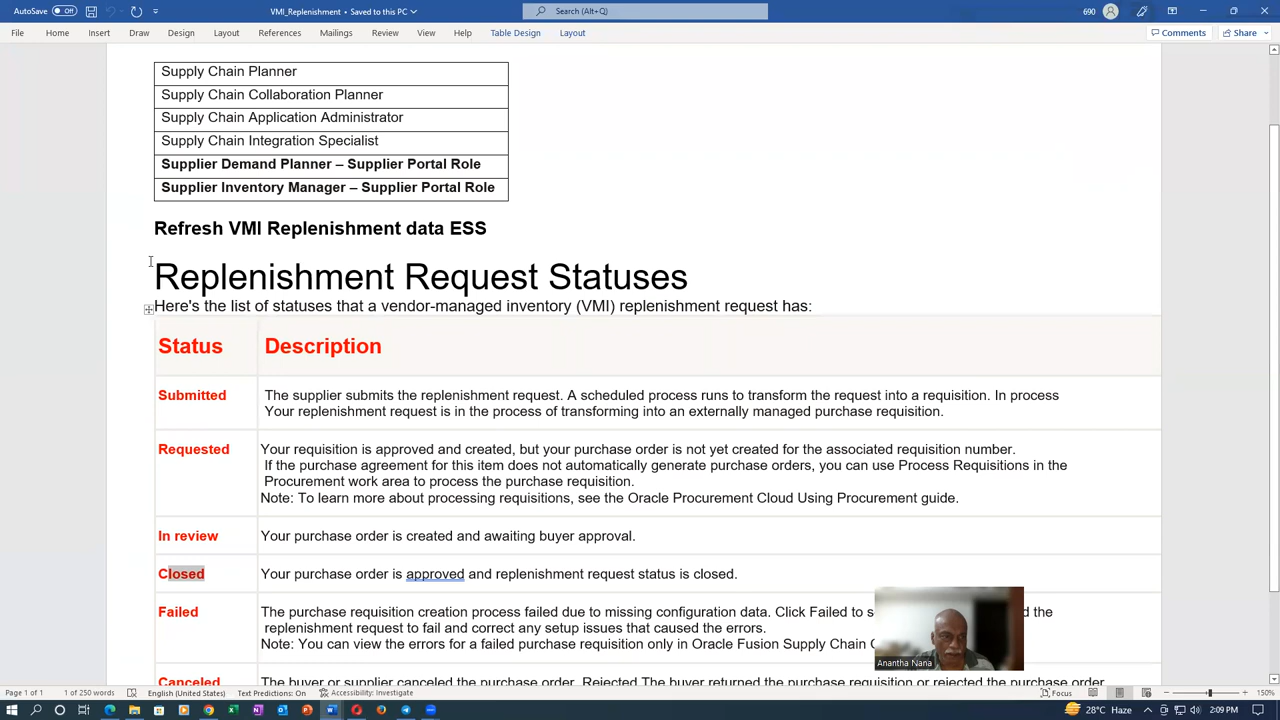 AutoSave Off VMI_Replenishment • Saved to this PC Search (Alt+Q) 690
File Home Insert Draw Design Layout References Mailings Review View Help Table Design Layout Comments Share
Supply Chain Planner
Supply Chain Collaboration Planner
Supply Chain Application Administrator
Supply Chain Integration Specialist
Supplier Demand Planner – Supplier Portal Role
Supplier Inventory Manager – Supplier Portal Role
Refresh VMI Replenishment data ESS
Replenishment Request Statuses
Here's the list of statuses that a vendor-managed inventory (VMI) replenishment request has:
Status Description
Submitted The supplier submits the replenishment request. A scheduled process runs to transform the request into a requisition. In process
Your replenishment request is in the process of transforming into an externally managed purchase requisition.
Requested Your requisition is approved and created, but your purchase order is not yet created for the associated requisition number.
If the purchase agreement for this item does not automatically generate purchase orders, you can use Process Requisitions in the
Procurement work area to process the purchase requisition.
Note: To learn more about processing requisitions, see the Oracle Procurement Cloud Using Procurement guide.
In review Your purchase order is created and awaiting buyer approval.
Closed Your purchase order is approved and replenishment request status is closed.
Failed The purchase requisition creation process failed due to missing configuration data. Click Failed to s d the
replenishment request to fail and correct any setup issues that caused the errors.
Note: You can view the errors for a failed purchase requisition only in Oracle Fusion Supply Chain C
Anantha Nana
Canceled The buyer or supplier canceled the purchase order. Rejected The buyer returned the purchase requisition or rejected the purchase order
Page 1 of 1 1 of 250 words English (United States) Text Predictions: On Accessibility: Investigate Focus 150%
28°C Haze 2:09 PM